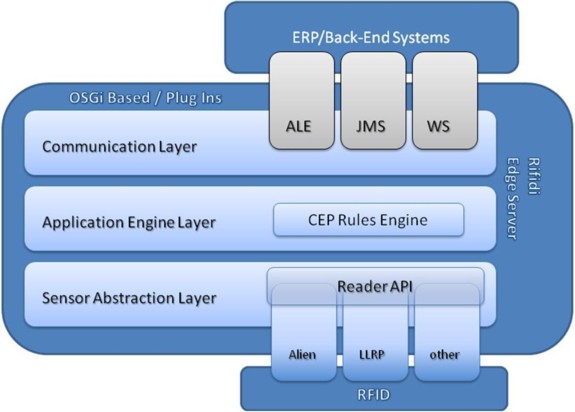 ERP/Back-End Systems
OSGi Based / Plug Ins
ALE
JMS
WS
Communication Layer
Rifidi
Edge Server
Application Engine Layer
CEP Rules Engine
Reader API
Sensor Abstraction Layer
Alien
LLRP
other
RFID